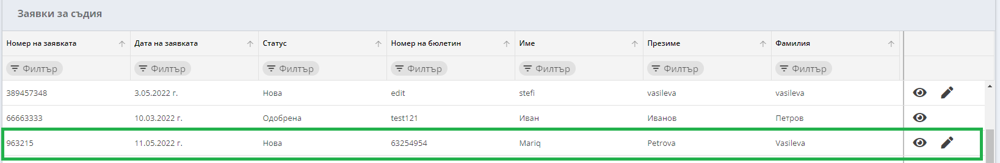 Заявки за съдия
Номер на заявката Дата на заявката Статус Номер на бюлетин Име Презиме Фамилия
Филтър Филтър Филтър Филтър Филтър Филтър Филтър
389457348 3.05.2022 г. Нова edit stefi vasileva vasileva
66663333 10.03.2022 г. Одобрена test121 Иван Иванов Петров
963215 11.05.2022 г. Нова 63254954 Mariq Petrova Vasileva